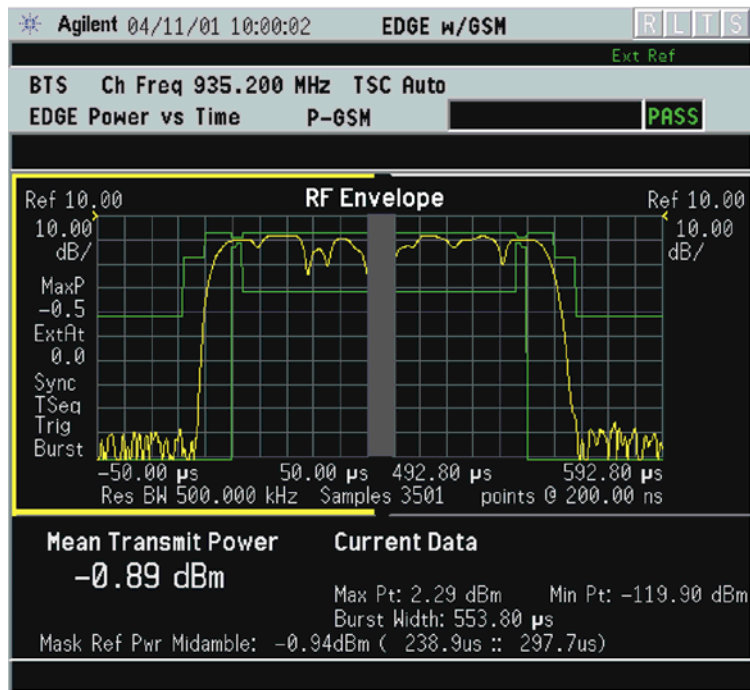 Agilent 04/11/01 10:00:02 EDGE w/GSM R L T S
Ext Ref
BTS Ch Freq 935.200 MHz TSC Auto
EDGE Power vs Time P-GSM PASS
Ref 10.00 RF Envelope Ref 10.00
10.00 10.00
dB/ dB/
MaxP
-0.5
ExtAt
0.0
Sync
TSeq
Trig
Burst
-50.00 µs 50.00 µs 492.80 µs 592.80 µs
Res BW 500.000 kHz Samples 3501 points @ 200.00 ns
Mean Transmit Power Current Data
-0.89 dBm
Max Pt: 2.29 dBm Min Pt: -119.90 dBm
Burst Width: 553.80 µs
Mask Ref Pwr Midamble: -0.94dBm ( 238.9us :: 297.7us)